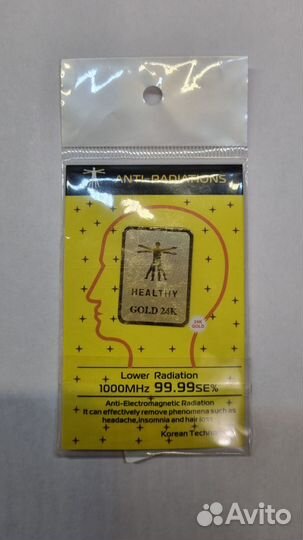 ANTI-RADIATIONS
HEALTHY
GOLD 24K
24K
GOLD
Lower Radiation
1000MHz 99.99SE%
Anti-Electromagnetic Radiation
It can effectively remove phenomena such as
headache, insomnia and hair loss
Korean
Avito